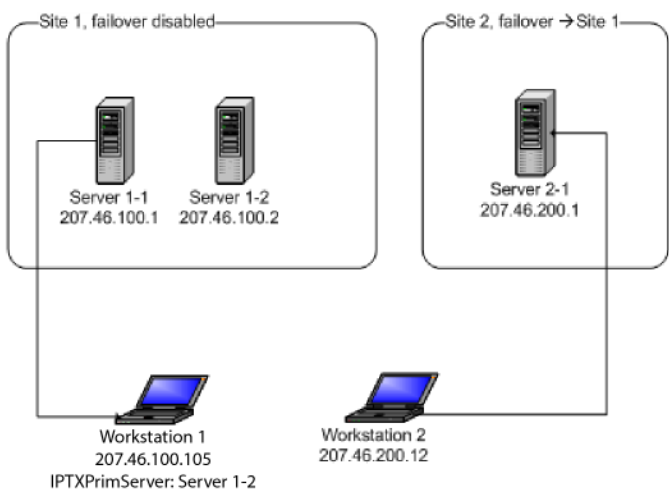 Site 1, failover disabled
Site 2, failover → Site 1
Server 1-1
207.46.100.1
Server 1-2
207.46.100.2
Server 2-1
207.46.200.1
Workstation 1
207.46.100.105
IPTXPrimServer: Server 1-2
Workstation 2
207.46.200.12